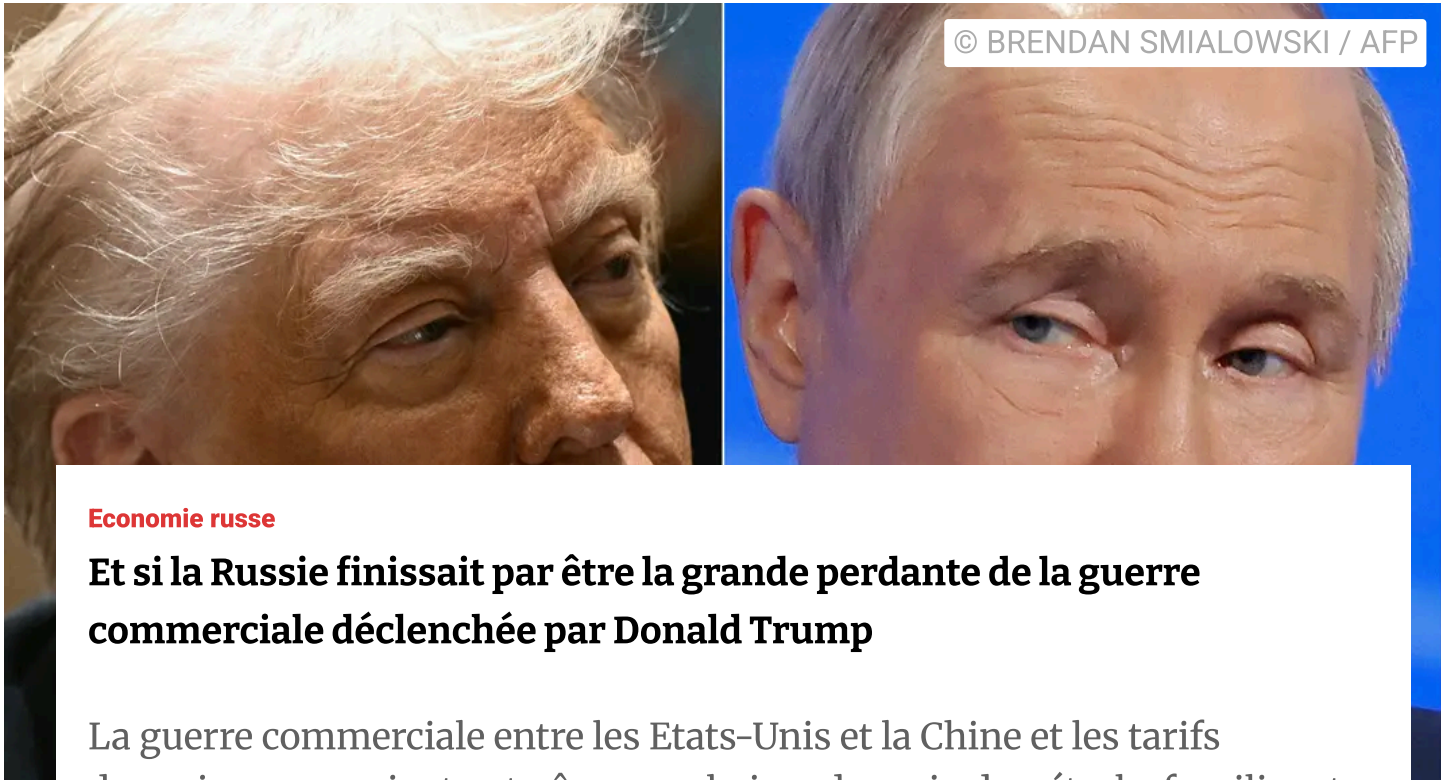 © BRENDAN SMIALOWSKI / AFP
Economie russe
Et si la Russie finissait par être la grande perdante de la guerre
commerciale déclenchée par Donald Trump
La guerre commerciale entre les Etats-Unis et la Chine et les tarifs